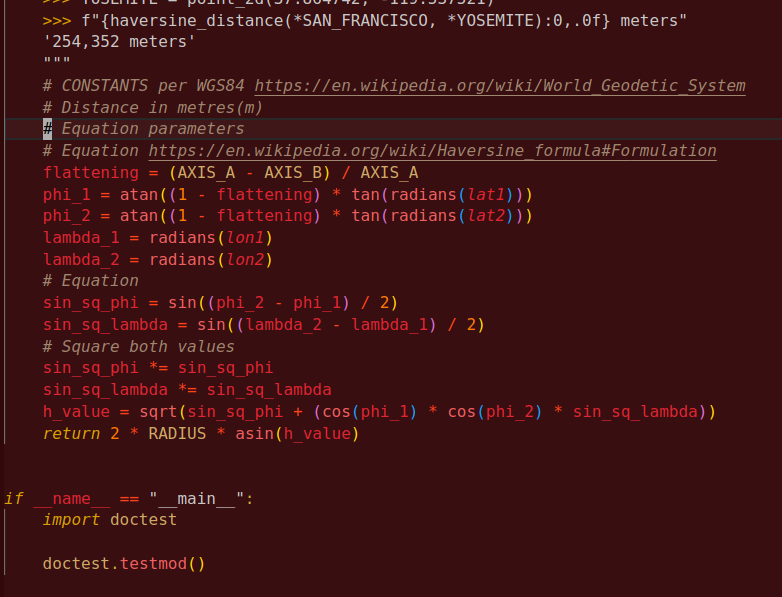 >>> YOSEMITE = point_2d(37.864742, -119.537521)
>>> f"{haversine_distance(*SAN_FRANCISCO, *YOSEMITE):0,.0f} meters"
'254,352 meters'
"""
# CONSTANTS per WGS84 https://en.wikipedia.org/wiki/World_Geodetic_System
# Distance in metres(m)
# Equation parameters
# Equation https://en.wikipedia.org/wiki/Haversine_formula#Formulation
flattening = (AXIS_A - AXIS_B) / AXIS_A
phi_1 = atan((1 - flattening) * tan(radians(lat1)))
phi_2 = atan((1 - flattening) * tan(radians(lat2)))
lambda_1 = radians(lon1)
lambda_2 = radians(lon2)
# Equation
sin_sq_phi = sin((phi_2 - phi_1) / 2)
sin_sq_lambda = sin((lambda_2 - lambda_1) / 2)
# Square both values
sin_sq_phi *= sin_sq_phi
sin_sq_lambda *= sin_sq_lambda
h_value = sqrt(sin_sq_phi + (cos(phi_1) * cos(phi_2) * sin_sq_lambda))
return 2 * RADIUS * asin(h_value)
if __name__ == "__main__":
import doctest
doctest.testmod()